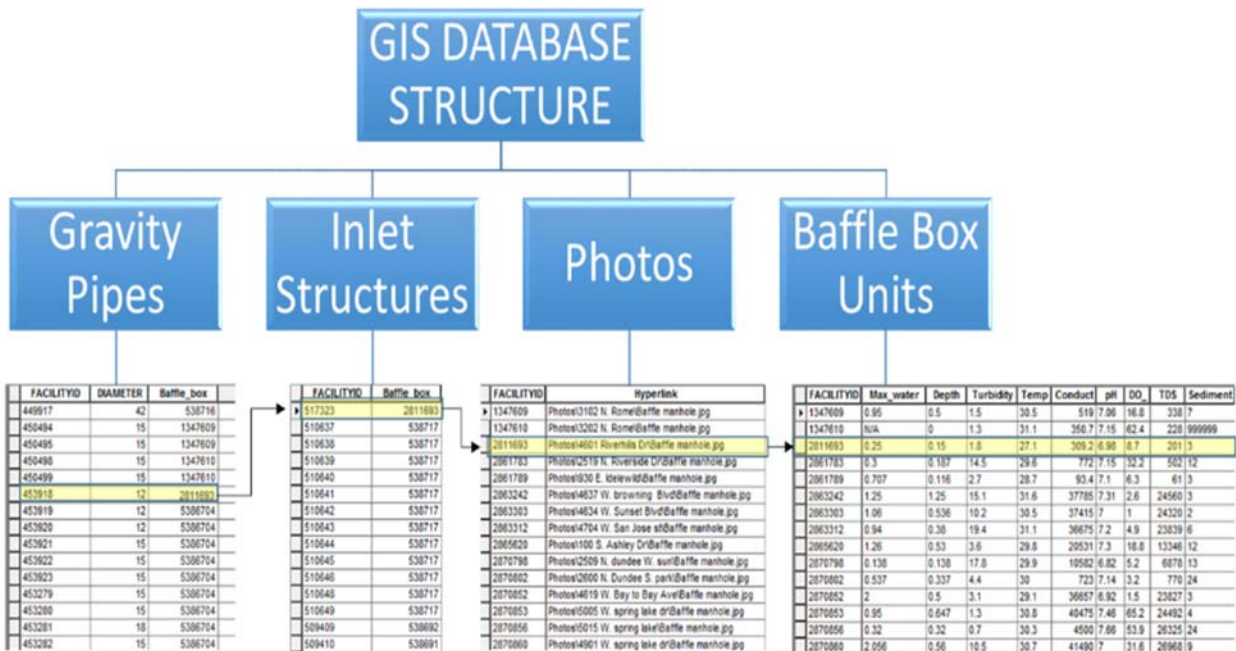 GIS DATABASE
STRUCTURE
Gravity
Pipes
Inlet
Structures
Photos
Baffle Box
Units
FACILITYID DIAMETER Baffle_box
449917 42 538716
450494 15 1347609
450495 15 1347609
450498 15 1347610
450499 15 1347610
453918 12 2811693
453919 12 5386704
453920 12 5386704
453921 15 5386704
453922 15 5386704
453923 15 5386704
453279 15 5386704
453280 15 5386704
453281 18 5386704
453282 15 5386704
FACILITYID Baffle_box
517323 2811693
510637 538717
510638 538717
510639 538717
510640 538717
510641 538717
510642 538717
510643 538717
510644 538717
510645 538717
510646 538717
510648 538717
510649 538717
509409 538692
509410 538691
FACILITYID Hyperlink
1347609 Photos\3102 N. Rome\Baffle manhole.jpg
1347610 Photos\3202 N. Rome\Baffle manhole.jpg
2811693 Photos\4601 Riverhills Dr\Baffle manhole.jpg
2861783 Photos\2519 N. Riverside Dr\Baffle manhole.jpg
2861789 Photos\930 E. Idelewild\Baffle manhole.jpg
2863242 Photos\4637 W. browning Blvd\Baffle manhole.jpg
2863303 Photos\4634 W. Sunset Blvd\Baffle manhole.jpg
2863312 Photos\4704 W. San Jose st\Baffle manhole.jpg
2865620 Photos\100 S. Ashley Dr\Baffle manhole.jpg
2870798 Photos\2509 N. dundee W. sun\Baffle manhole.jpg
2870802 Photos\2600 N. Dundee S. park\Baffle manhole.jpg
2870852 Photos\4619 W. Bay to Bay Ave\Baffle manhole.jpg
2870853 Photos\5005 W. spring lake dr\Baffle manhole.jpg
2870856 Photos\5015 W. spring lake\Baffle manhole.jpg
2870860 Photos\4901 W. spring lake dr\Baffle manhole.jpg
FACILITYID Max_water Depth Turbidity Temp Conduct pH DO_ TDS Sediment
1347609 0.95 0.5 1.5 30.5 519 7.06 16.8 338 7
1347610 N/A 0 1.3 31.1 350.7 7.15 62.4 228 999999
2811693 0.25 0.15 1.8 27.1 309.2 6.98 8.7 201 3
2861783 0.3 0.187 14.5 29.6 772 7.15 32.2 502 12
2861789 0.707 0.116 2.7 28.7 93.4 7.1 6.3 61 3
2863242 1.25 1.25 15.1 31.6 37785 7.31 2.6 24560 3
2863303 1.06 0.536 10.2 30.5 37415 7 1 24320 2
2863312 0.94 0.38 19.4 31.1 36675 7.2 4.9 23839 6
2865620 1.26 0.53 3.6 29.8 20531 7.3 18.8 13346 12
2870798 0.138 0.138 17.8 29.9 10582 6.82 5.2 6878 13
2870802 0.537 0.337 4.4 30 723 7.14 3.2 770 24
2870852 2 0.5 3.1 29.1 36657 6.92 1.5 23827 3
2870853 0.95 0.647 1.3 30.8 40475 7.46 65.2 24492 4
2870856 0.32 0.32 0.7 30.3 4500 7.66 53.9 26325 24
2870860 2.056 0.56 10.5 30.7 41490 7 31.6 26968 9